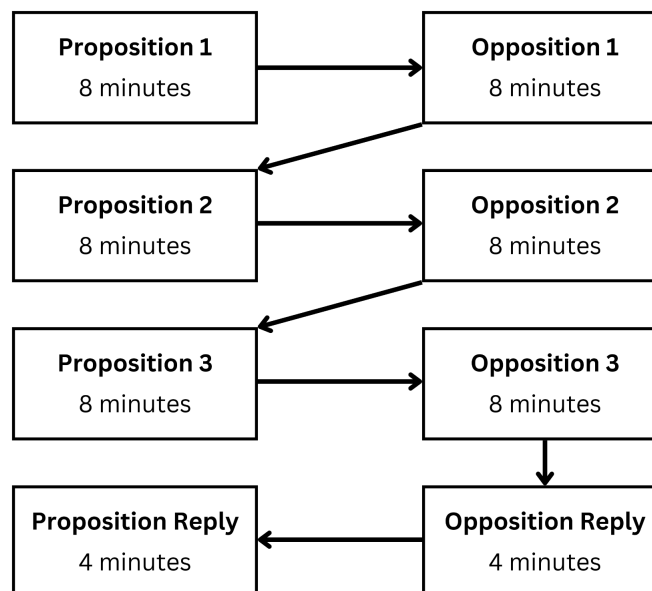 Proposition 1
8 minutes
Opposition 1
8 minutes
Proposition 2
8 minutes
Opposition 2
8 minutes
Proposition 3
8 minutes
Opposition 3
8 minutes
Proposition Reply
4 minutes
Opposition Reply
4 minutes